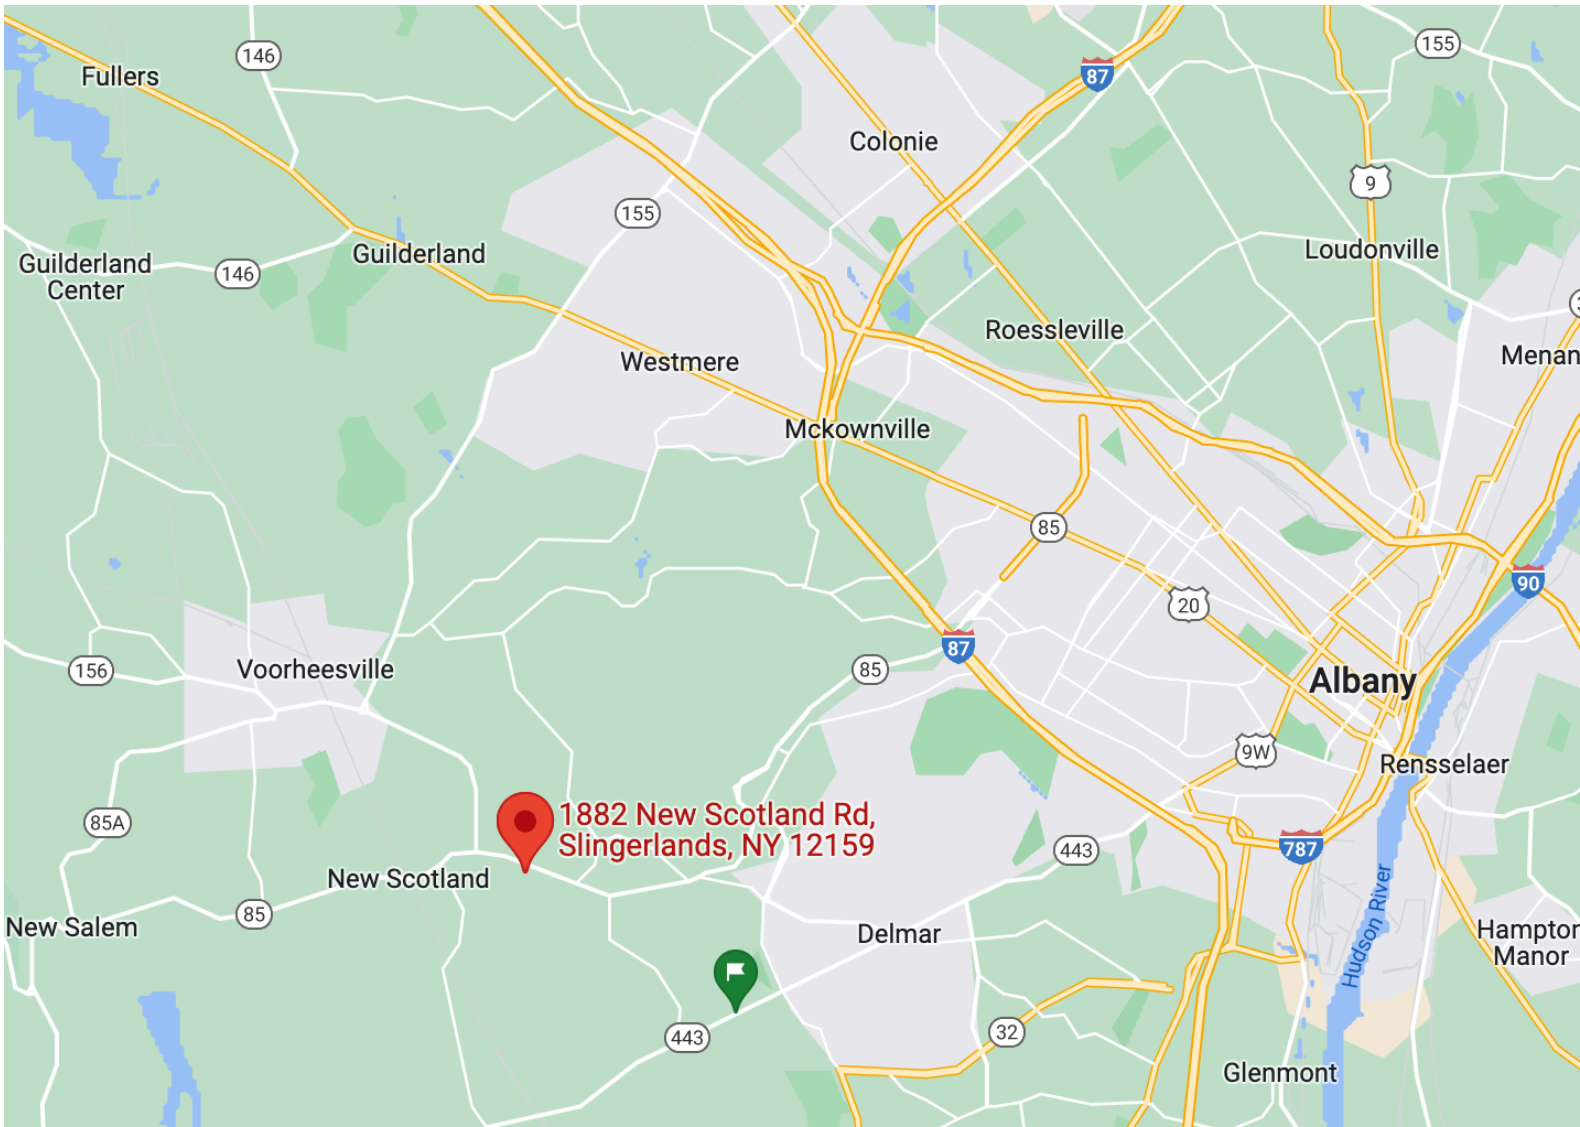 146
155
Fullers
87
Colonie
9
155
Guilderland
Center
146
Guilderland
Loudonville
Roessleville
Westmere
Menan
Mckownville
85
90
20
87
156
Voorheesville
85
Albany
9W
Rensselaer
85A
1882 New Scotland Rd,
Slingerlands, NY 12159
443
787
New Scotland
85
New Salem
Delmar
Hudson River
Hampton
Manor
443
32
Glenmont